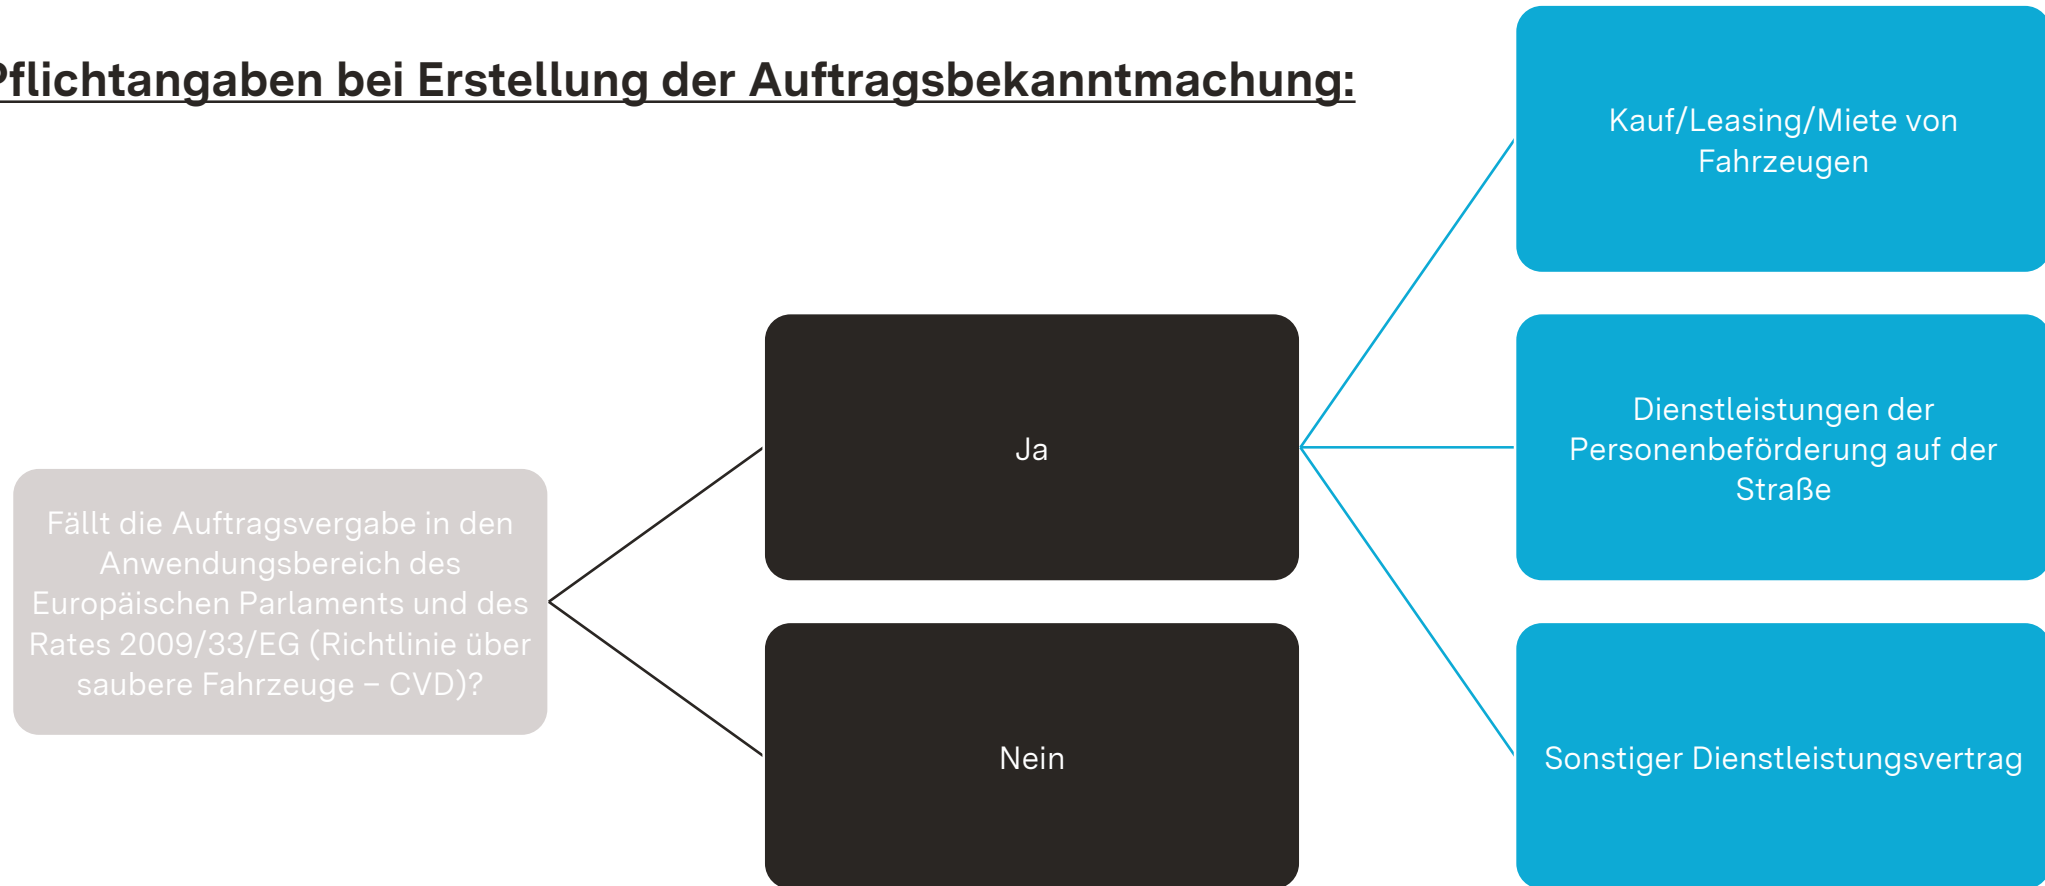 Pflichtangaben bei Erstellung der Auftragsbekanntmachung:
Fällt die Auftragsvergabe in den
Anwendungsbereich des
Europäischen Parlaments und des
Rates 2009/33/EG (Richtlinie über
saubere Fahrzeuge – CVD)?
Ja
Nein
Kauf/Leasing/Miete von
Fahrzeugen
Dienstleistungen der
Personenbeförderung auf der
Straße
Sonstiger Dienstleistungsvertrag